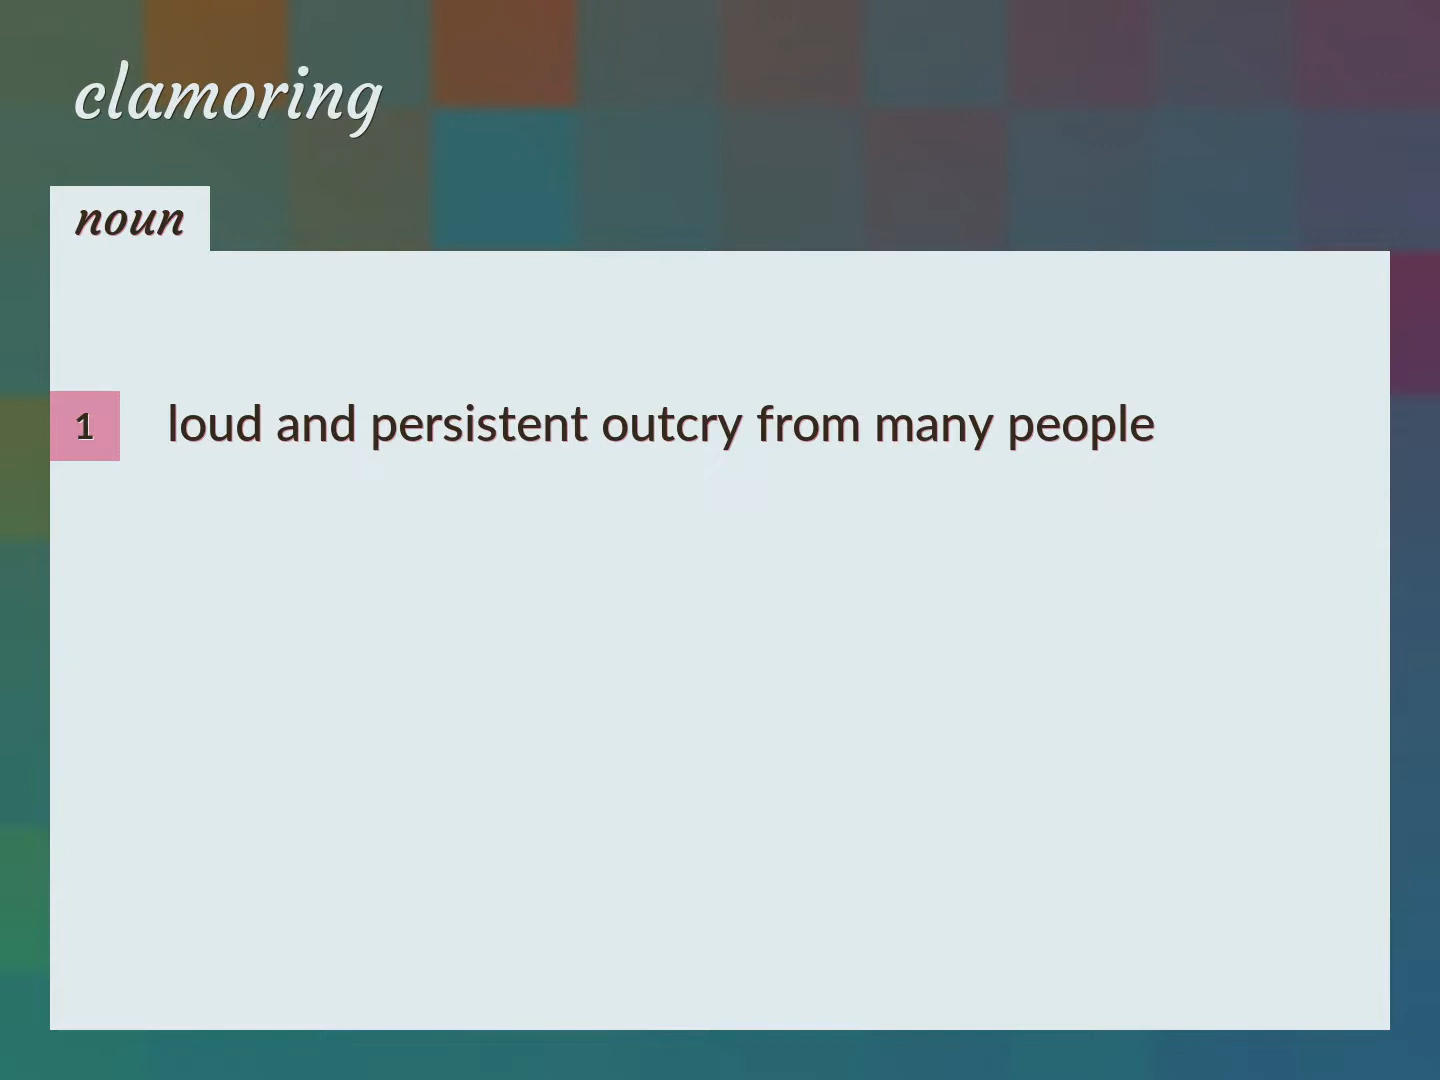 clamoring
noun
1 loud and persistent outcry from many people